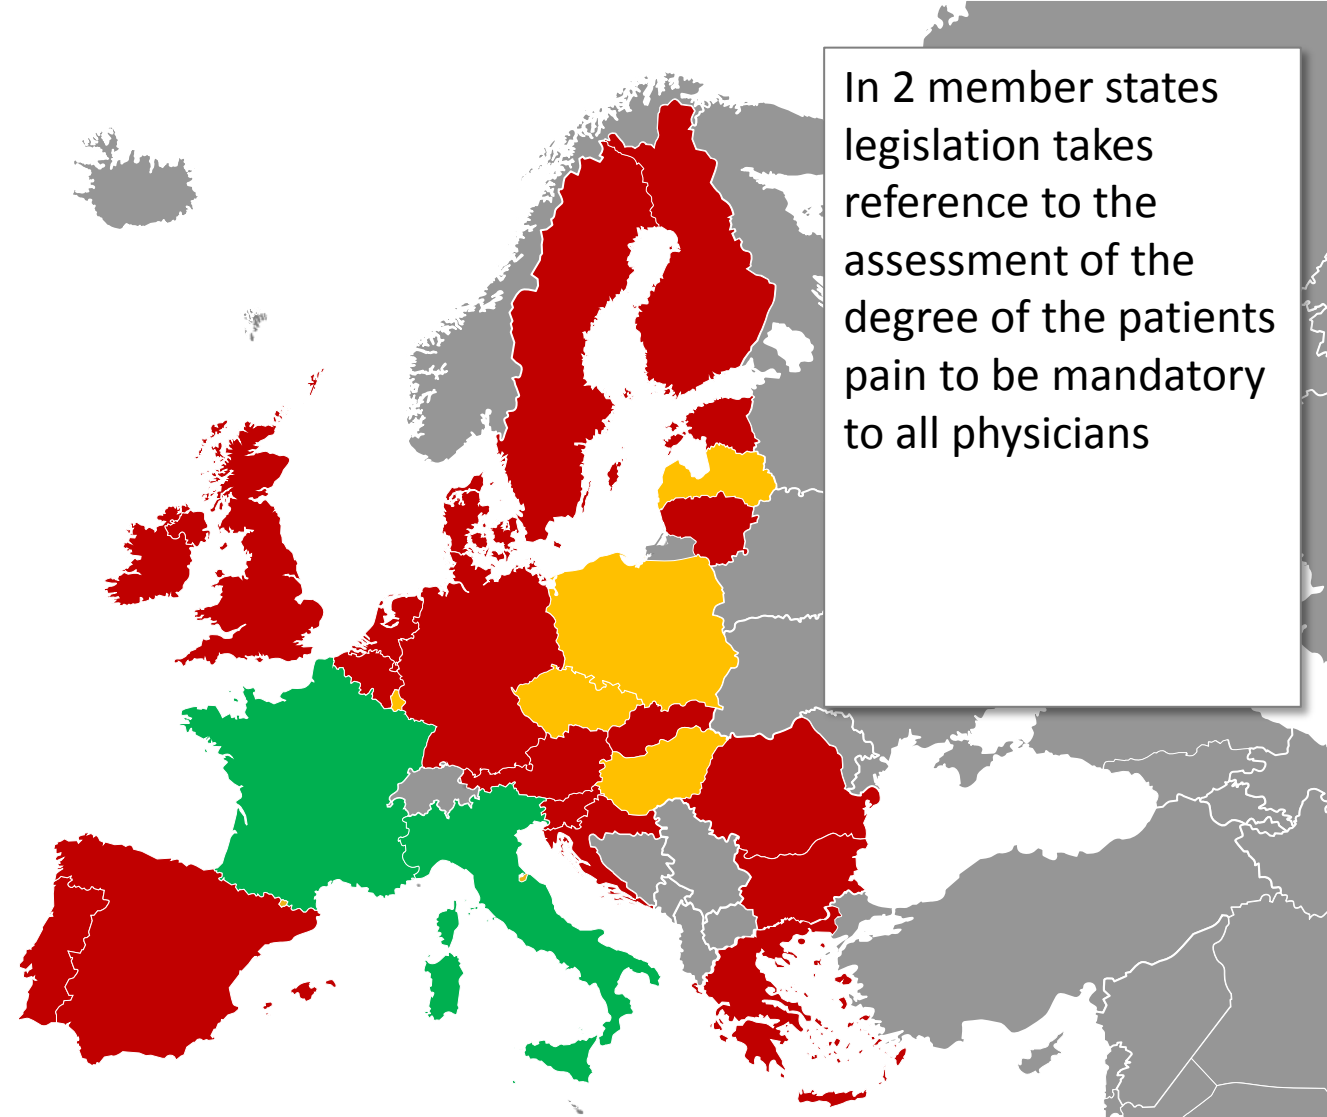 In 2 member states
legislation takes
reference to the
assessment of the
degree of the patients
pain to be mandatory
to all physicians